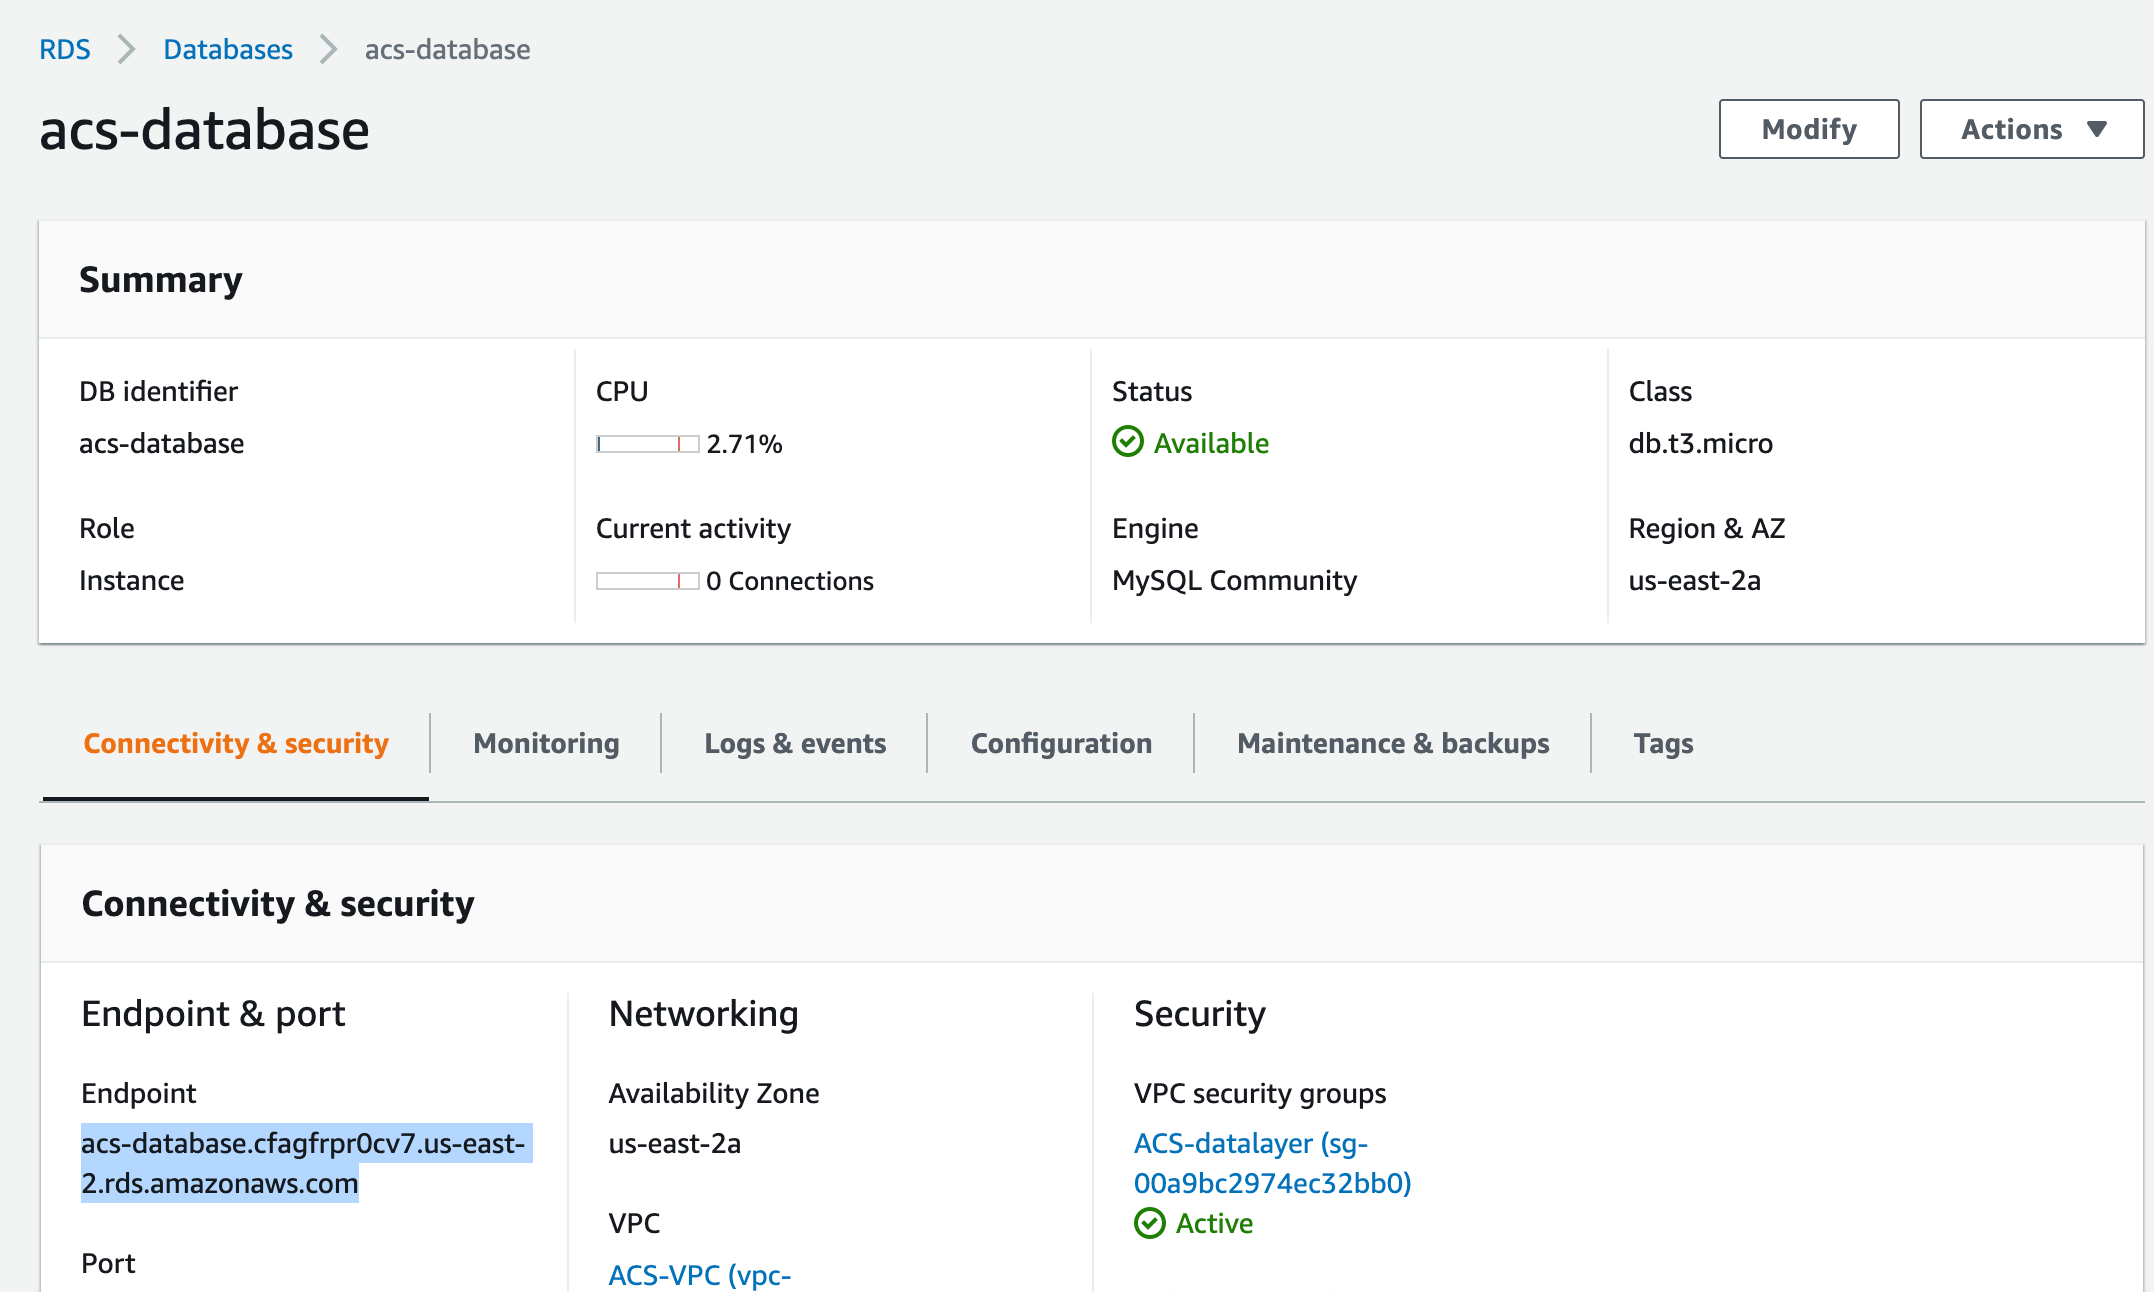 RDS > Databases > acs-database
acs-database
Modify
Actions
Summary
DB identifier
acs-database
CPU
2.71%
Status
Available
Class
db.t3.micro
Role
Instance
Current activity
0 Connections
Engine
MySQL Community
Region & AZ
us-east-2a
Connectivity & security
Monitoring
Logs & events
Configuration
Maintenance & backups
Tags
Connectivity & security
Endpoint & port
Endpoint
acs-database.cfagfrpr0cv7.us-east-
2.rds.amazonaws.com
Port
Networking
Availability Zone
us-east-2a
VPC
ACS-VPC (vpc-
Security
VPC security groups
ACS-datalayer (sg-
00a9bc2974ec32bb0)
Active